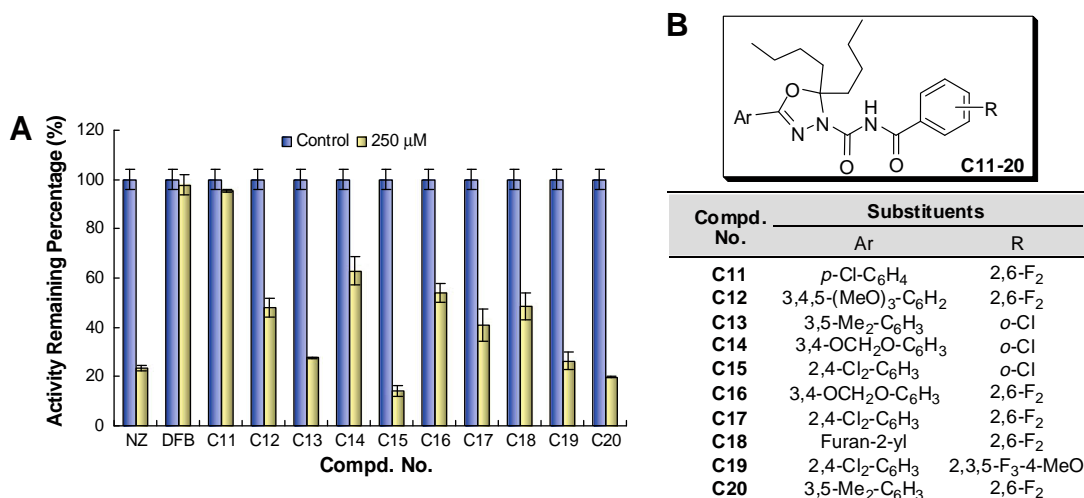 A
Activity Remaining Percentage (%)
120
100
80
60
40
20
0
Control 250 μM
NZ DFB C11 C12 C13 C14 C15 C16 C17 C18 C19 C20
Compd. No.
B
O
Ar
N
N
H
N
R
O
O
C11-20
Compd. No. Substituents
Ar R
C11 p-Cl-C6H4 2,6-F2
C12 3,4,5-(MeO)3-C6H2 2,6-F2
C13 3,5-Me2-C6H3 o-Cl
C14 3,4-OCH2O-C6H3 o-Cl
C15 2,4-Cl2-C6H3 o-Cl
C16 3,4-OCH2O-C6H3 2,6-F2
C17 2,4-Cl2-C6H3 2,6-F2
C18 Furan-2-yl 2,6-F2
C19 2,4-Cl2-C6H3 2,3,5-F3-4-MeO
C20 3,5-Me2-C6H3 2,6-F2